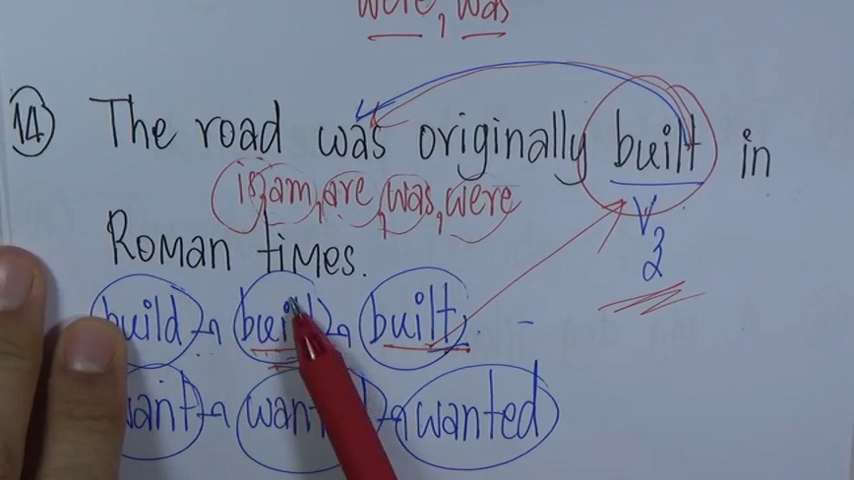 were, was
14 The road was originally built in
is, am, are, was, were V3
Roman times.
build built
want wanted